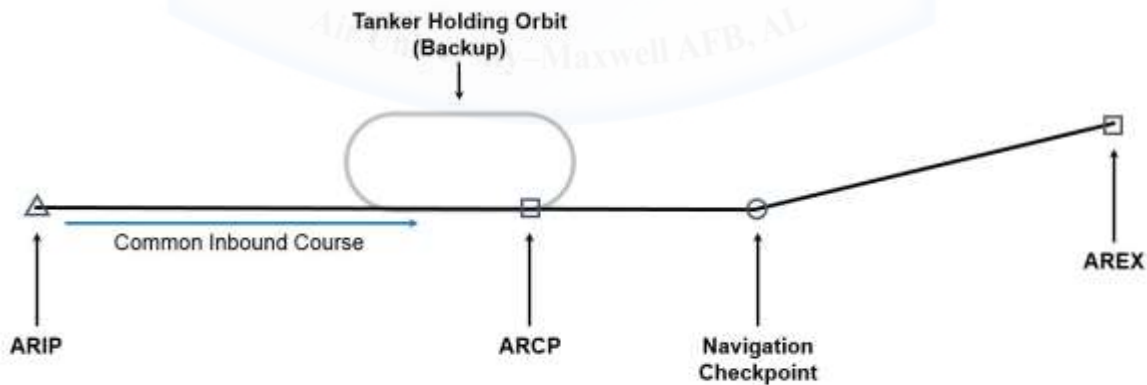 Air University–Maxwell AFB, AL
Tanker Holding Orbit
(Backup)
Common Inbound Course
ARIP
ARCP
Navigation
Checkpoint
AREX